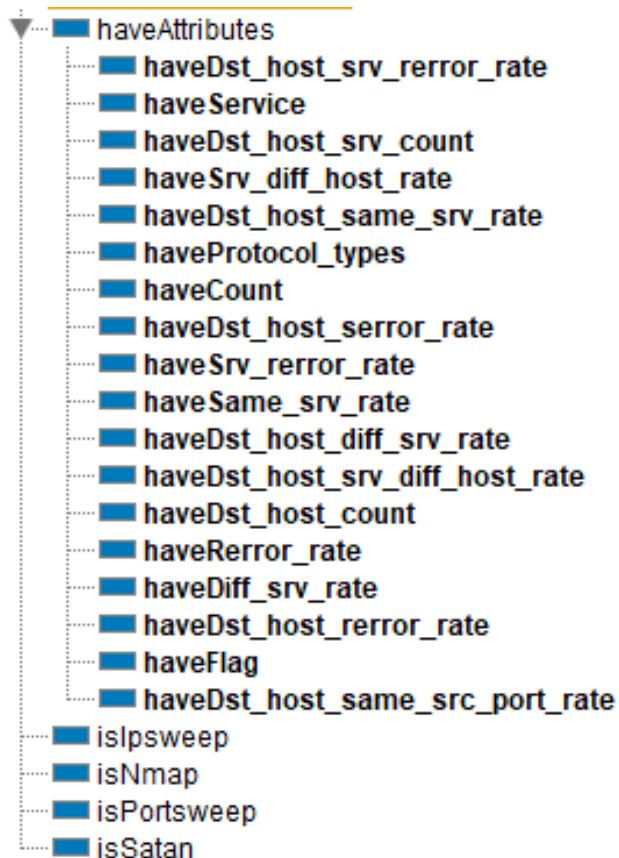 haveAttributes
haveDst_host_srv_rerror_rate
haveService
haveDst_host_srv_count
haveSrv_diff_host_rate
haveDst_host_same_srv_rate
haveProtocol_types
haveCount
haveDst_host_serror_rate
haveSrv_rerror_rate
haveSame_srv_rate
haveDst_host_diff_srv_rate
haveDst_host_srv_diff_host_rate
haveDst_host_count
haveRerror_rate
haveDiff_srv_rate
haveDst_host_rerror_rate
haveFlag
haveDst_host_same_src_port_rate
isIpsweep
isNmap
isPortsweep
isSatan